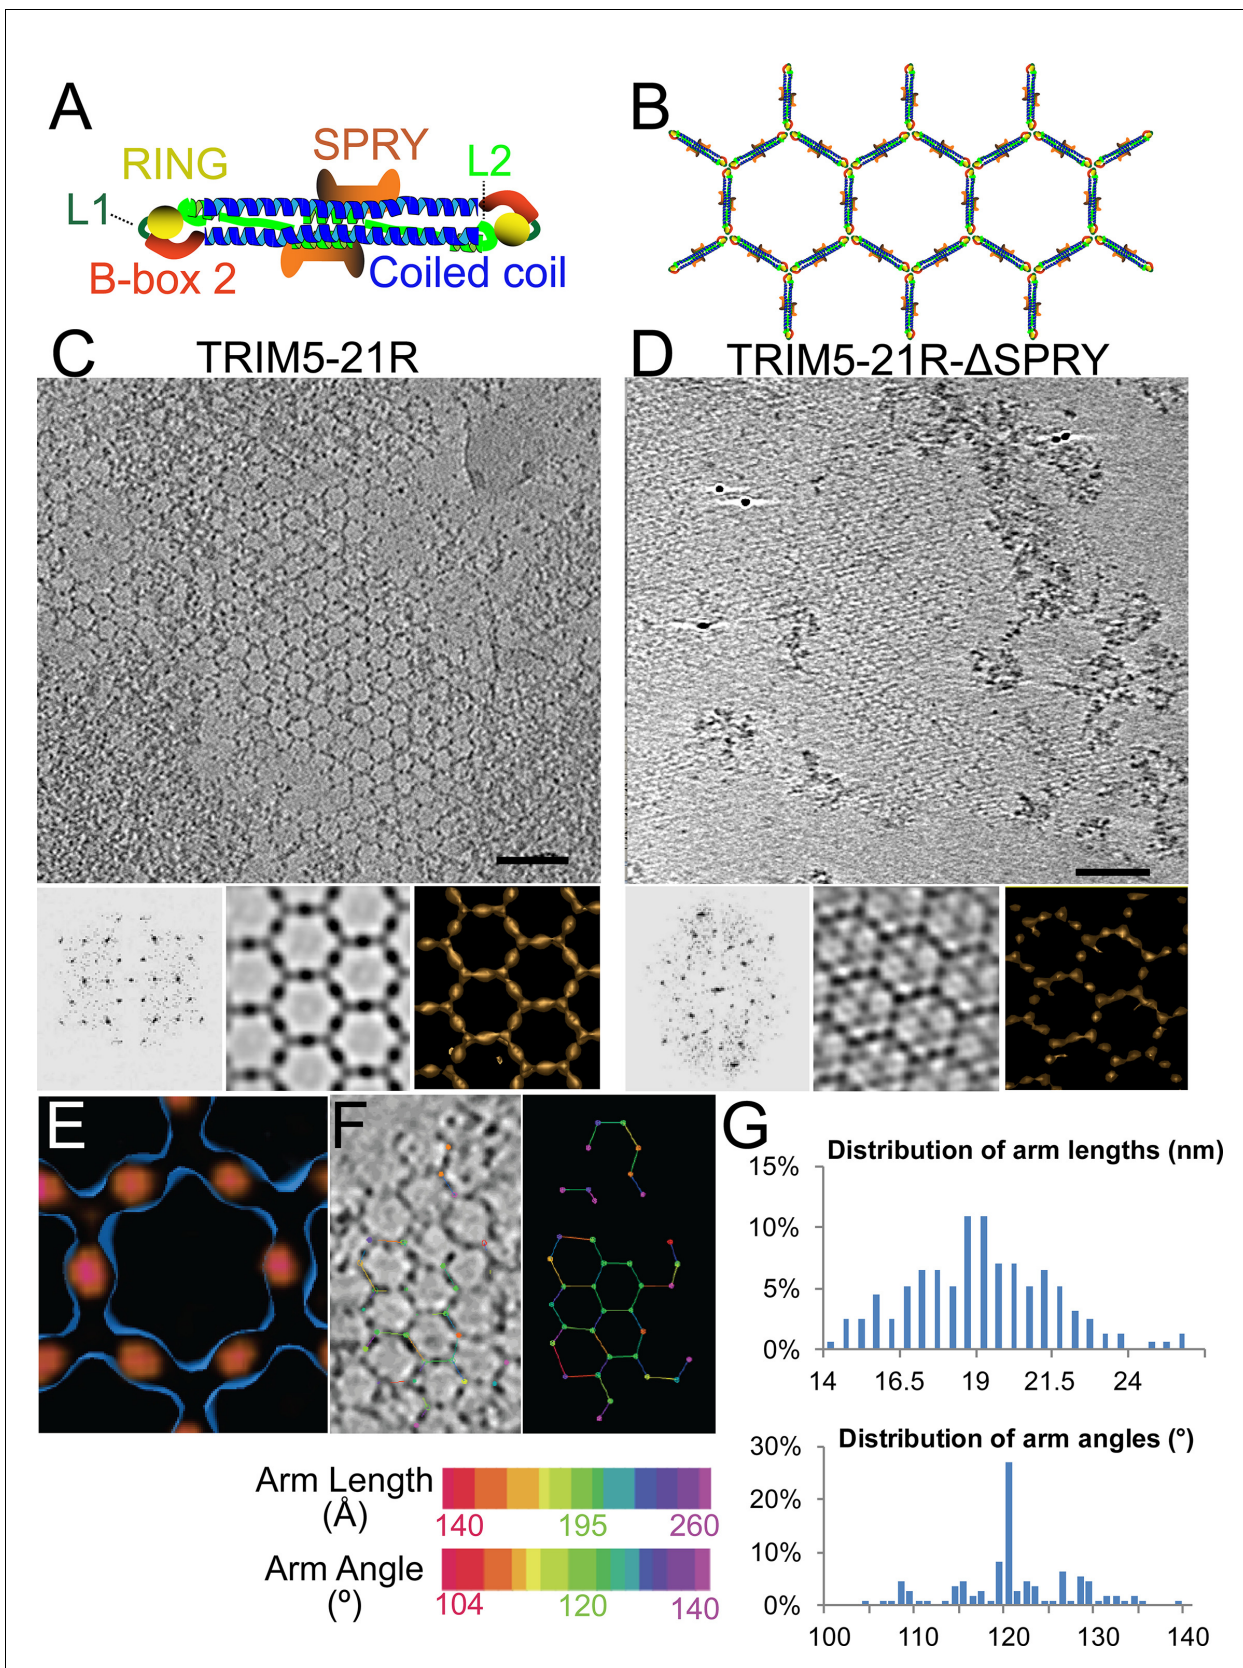 A
B
RING
SPRY
L2
L1
B-box 2
Coiled coil
C
TRIM5-21R
D
TRIM5-21R-ΔSPRY
E
F
G
Distribution of arm lengths (nm)
15%
10%
5%
0%
14 16.5 19 21.5 24
Distribution of arm angles (°)
30%
20%
10%
0%
100 110 120 130 140
Arm Length
(Å)
140 195 260
Arm Angle
(º)
104 120 140